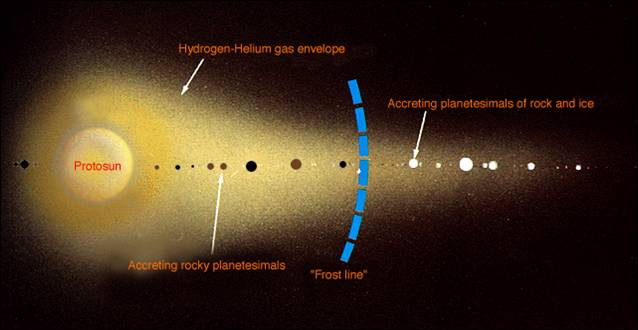 Hydrogen-Helium gas envelope
Accreting planetesimals of rock and ice
Protosun
Accreting rocky planetesimals
"Frost line"